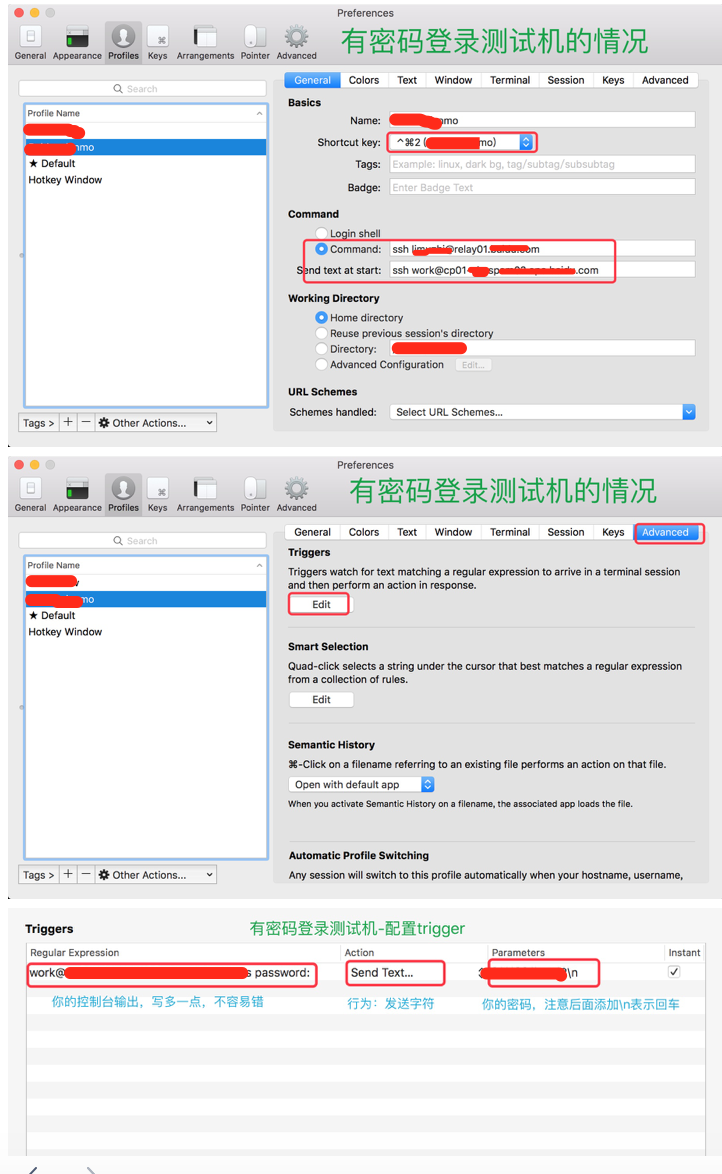 Preferences
General Appearance Profiles Keys Arrangements Pointer Advanced
有密码登录测试机的情况
Search
General Colors Text Window Terminal Session Keys Advanced
Profile Name
mo
★ Default
Hotkey Window
Tags > + − Other Actions...
Basics
Name: mo
Shortcut key: ^⌘2 ( mo)
Tags: Example: linux, dark bg, tag/subtag/subsubtag
Badge: Enter Badge Text
Command
Login shell
Command: ssh @relay01. .com
Send text at start: ssh work@cp01- .com
Working Directory
Home directory
Reuse previous session's directory
Directory:
Advanced Configuration Edit...
URL Schemes
Schemes handled: Select URL Schemes...
Preferences
General Appearance Profiles Keys Arrangements Pointer Advanced
有密码登录测试机的情况
Search
General Colors Text Window Terminal Session Keys Advanced
Profile Name
mo
★ Default
Hotkey Window
Tags > + − Other Actions...
Triggers
Triggers watch for text matching a regular expression to arrive in a terminal session
and then perform an action in response.
Edit
Smart Selection
Quad-click selects a string under the cursor that best matches a regular expression
from a collection of rules.
Edit
Semantic History
⌘-Click on a filename referring to an existing file performs an action on that file.
Open with default app
When you activate Semantic History on a filename, the associated app loads the file.
Automatic Profile Switching
Any session will switch to this profile automatically when your hostname, username,
Triggers
有密码登录测试机-配置trigger
Regular Expression Action Parameters Instant
work@ s password: Send Text... \n
你的控制台输出，写多一点，不容易错
行为：发送字符
你的密码，注意后面添加\n表示回车